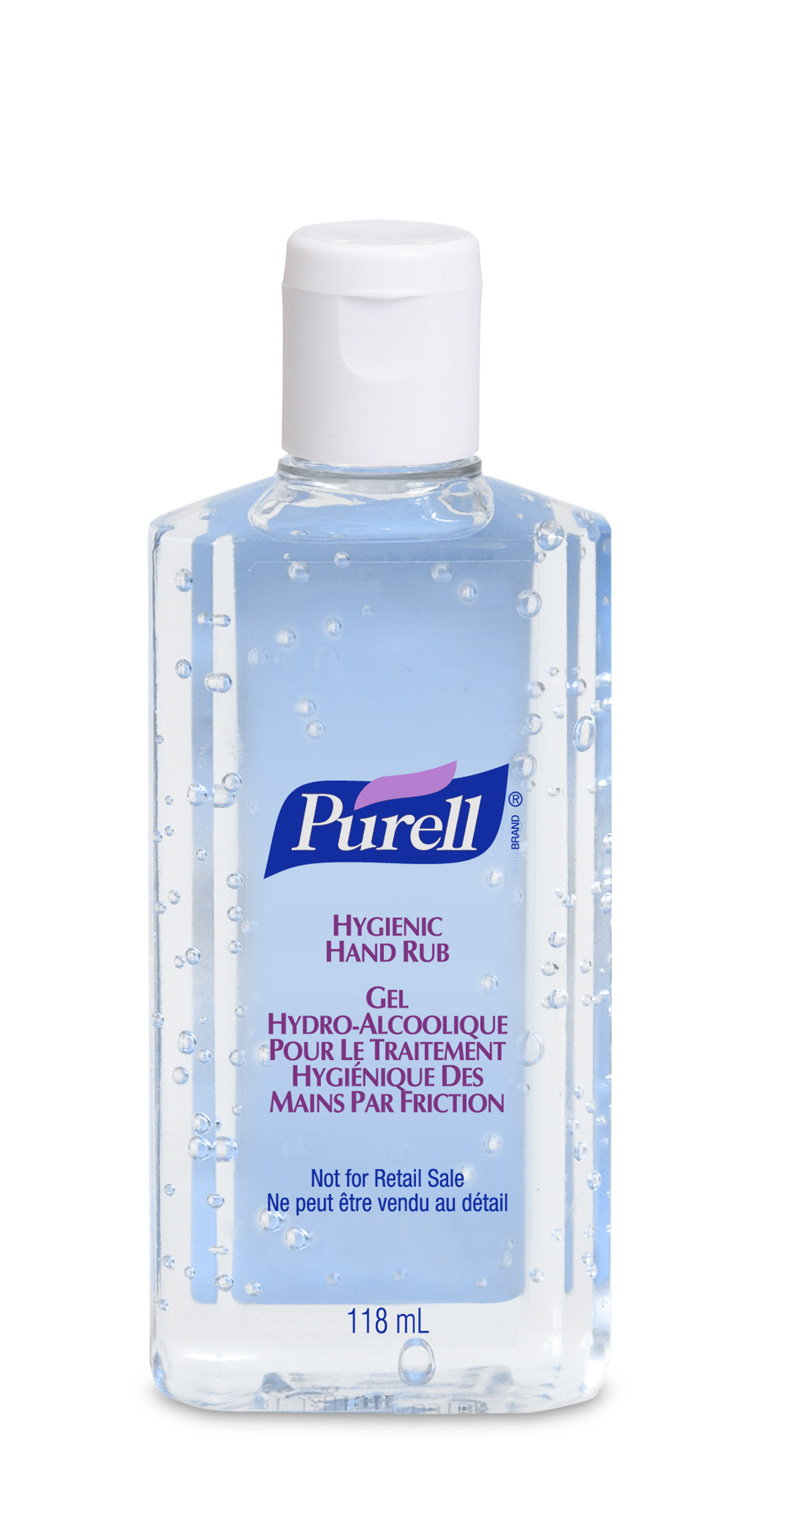 Purell
BRAND ®
HYGIENIC
HAND RUB
GEL
HYDRO-ALCOOLIQUE
POUR LE TRAITEMENT
HYGIÉNIQUE DES
MAINS PAR FRICTION
Not for Retail Sale
Ne peut être vendu au détail
118 mL